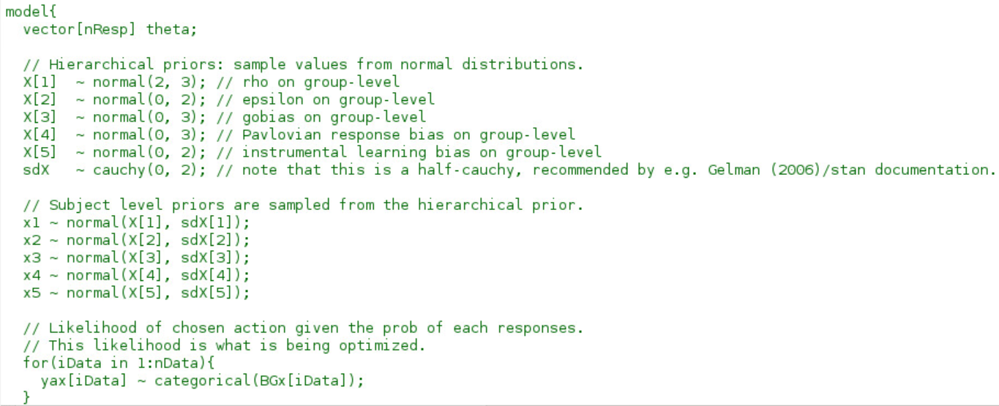 model{
  vector[nResp] theta;

  // Hierarchical priors: sample values from normal distributions.
  X[1]  ~ normal(2, 3); // rho on group-level
  X[2]  ~ normal(0, 2); // epsilon on group-level
  X[3]  ~ normal(0, 3); // gobias on group-level
  X[4]  ~ normal(0, 3); // Pavlovian response bias on group-level
  X[5]  ~ normal(0, 2); // instrumental learning bias on group-level
  sdX   ~ cauchy(0, 2); // note that this is a half-cauchy, recommended by e.g. Gelman (2006)/stan documentation.

  // Subject level priors are sampled from the hierarchical prior.
  x1 ~ normal(X[1], sdX[1]);
  x2 ~ normal(X[2], sdX[2]);
  x3 ~ normal(X[3], sdX[3]);
  x4 ~ normal(X[4], sdX[4]);
  x5 ~ normal(X[5], sdX[5]);

  // Likelihood of chosen action given the prob of each responses.
  // This likelihood is what is being optimized.
  for(iData in 1:nData){
    yax[iData] ~ categorical(BGx[iData]);
  }